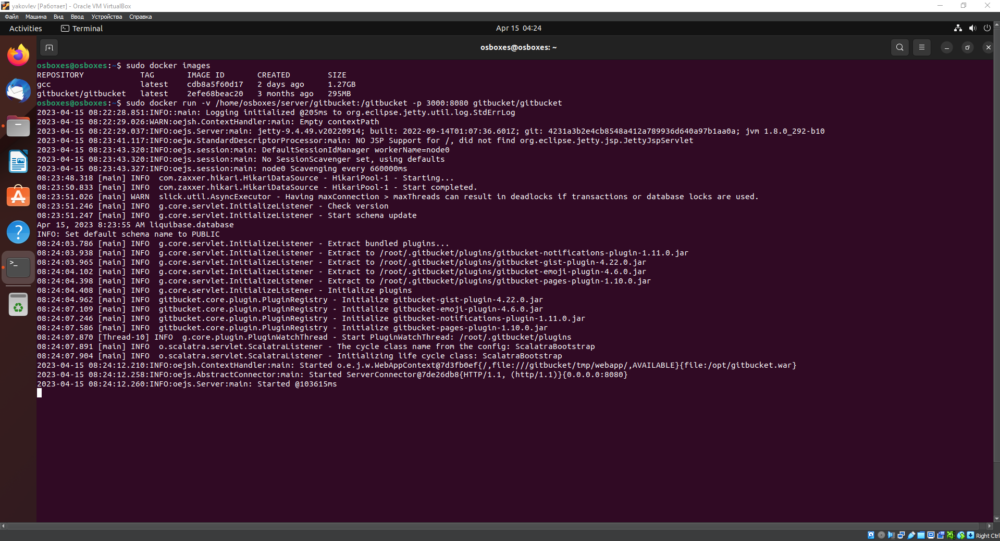 yakovlev [Работает] - Oracle VM VirtualBox
Файл Машина Вид Ввод Устройства Справка
Activities Terminal Apr 15 04:24
osboxes@osboxes: ~
osboxes@osboxes:~$ sudo docker images
REPOSITORY TAG IMAGE ID CREATED SIZE
gcc latest cdb8a5f60d17 2 days ago 1.27GB
gitbucket/gitbucket latest 2efe68beac20 3 months ago 295MB
osboxes@osboxes:~$ sudo docker run -v /home/osboxes/server/gitbucket:/gitbucket -p 3000:8080 gitbucket/gitbucket
2023-04-15 08:22:28.851:INFO::main: Logging initialized @205ms to org.eclipse.jetty.util.log.StdErrLog
2023-04-15 08:22:29.026:WARN:oejsh.ContextHandler:main: Empty contextPath
2023-04-15 08:22:29.037:INFO:oejs.Server:main: jetty-9.4.49.v20220914; built: 2022-09-14T01:07:36.601Z; git: 4231a3b2e4cb8548a412a789936d640a97b1aa0a; jvm 1.8.0_292-b10
2023-04-15 08:23:41.117:INFO:oejw.StandardDescriptorProcessor:main: NO JSP Support for /, did not find org.eclipse.jetty.jsp.JettyJspServlet
2023-04-15 08:23:43.320:INFO:oejs.session:main: DefaultSessionIdManager workerName=node0
2023-04-15 08:23:43.320:INFO:oejs.session:main: No SessionScavenger set, using defaults
2023-04-15 08:23:43.327:INFO:oejs.session:main: node0 Scavenging every 660000ms
08:23:48.318 [main] INFO  com.zaxxer.hikari.HikariDataSource - HikariPool-1 - Starting...
08:23:50.833 [main] INFO  com.zaxxer.hikari.HikariDataSource - HikariPool-1 - Start completed.
08:23:51.026 [main] WARN  slick.util.AsyncExecutor - Having maxConnection > maxThreads can result in deadlocks if transactions or database locks are used.
08:23:51.246 [main] INFO  g.core.servlet.InitializeListener - Check version
08:23:51.247 [main] INFO  g.core.servlet.InitializeListener - Start schema update
Apr 15, 2023 8:23:55 AM liquibase.database
INFO: Set default schema name to PUBLIC
08:24:03.786 [main] INFO  g.core.servlet.InitializeListener - Extract bundled plugins...
08:24:03.938 [main] INFO  g.core.servlet.InitializeListener - Extract to /root/.gitbucket/plugins/gitbucket-notifications-plugin-1.11.0.jar
08:24:03.965 [main] INFO  g.core.servlet.InitializeListener - Extract to /root/.gitbucket/plugins/gitbucket-gist-plugin-4.22.0.jar
08:24:04.102 [main] INFO  g.core.servlet.InitializeListener - Extract to /root/.gitbucket/plugins/gitbucket-emoji-plugin-4.6.0.jar
08:24:04.398 [main] INFO  g.core.servlet.InitializeListener - Extract to /root/.gitbucket/plugins/gitbucket-pages-plugin-1.10.0.jar
08:24:04.408 [main] INFO  g.core.servlet.InitializeListener - Initialize plugins
08:24:04.962 [main] INFO  gitbucket.core.plugin.PluginRegistry - Initialize gitbucket-gist-plugin-4.22.0.jar
08:24:07.109 [main] INFO  gitbucket.core.plugin.PluginRegistry - Initialize gitbucket-emoji-plugin-4.6.0.jar
08:24:07.246 [main] INFO  gitbucket.core.plugin.PluginRegistry - Initialize gitbucket-notifications-plugin-1.11.0.jar
08:24:07.586 [main] INFO  gitbucket.core.plugin.PluginRegistry - Initialize gitbucket-pages-plugin-1.10.0.jar
08:24:07.870 [Thread-10] INFO  g.core.plugin.PluginWatchThread - Start PluginWatchThread: /root/.gitbucket/plugins
08:24:07.891 [main] INFO  o.scalatra.servlet.ScalatraListener - The cycle class name from the config: ScalatraBootstrap
08:24:07.904 [main] INFO  o.scalatra.servlet.ScalatraListener - Initializing life cycle class: ScalatraBootstrap
2023-04-15 08:24:12.210:INFO:oejsh.ContextHandler:main: Started o.e.j.w.WebAppContext@7d3fb0ef{/,file:///gitbucket/tmp/webapp/,AVAILABLE}{file:/opt/gitbucket.war}
2023-04-15 08:24:12.258:INFO:oejs.AbstractConnector:main: Started ServerConnector@7de26db8{HTTP/1.1, (http/1.1)}{0.0.0.0:8080}
2023-04-15 08:24:12.260:INFO:oejs.Server:main: Started @103615ms
Right Ctrl